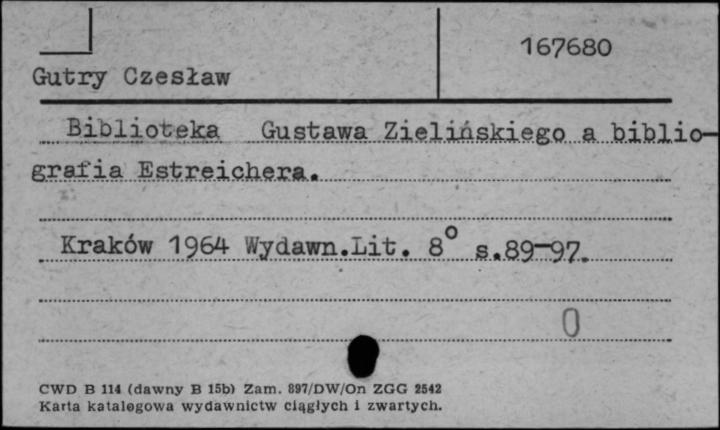 167680
Gutry Czesław
Biblioteka Gustawa Zielińskiego a biblio-
grafia Estreichera.
Kraków 1964 Wydawn.Lit. 8° s.89-97.
0
CWD B 114 (dawny B 15b) Zam. 897/DW/On ZGG 2542
Karta katalogowa wydawnictw ciągłych i zwartych.